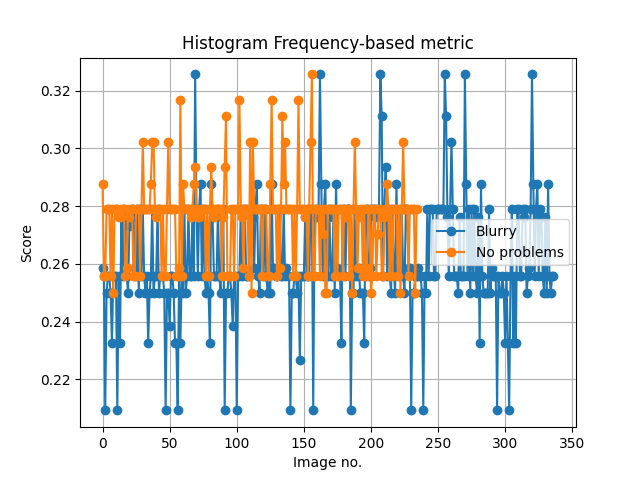 Histogram Frequency-based metric
Score
0.32
0.30
0.28
0.26
0.24
0.22
Blurry
No problems
0
50
100
150
200
250
300
350
Image no.